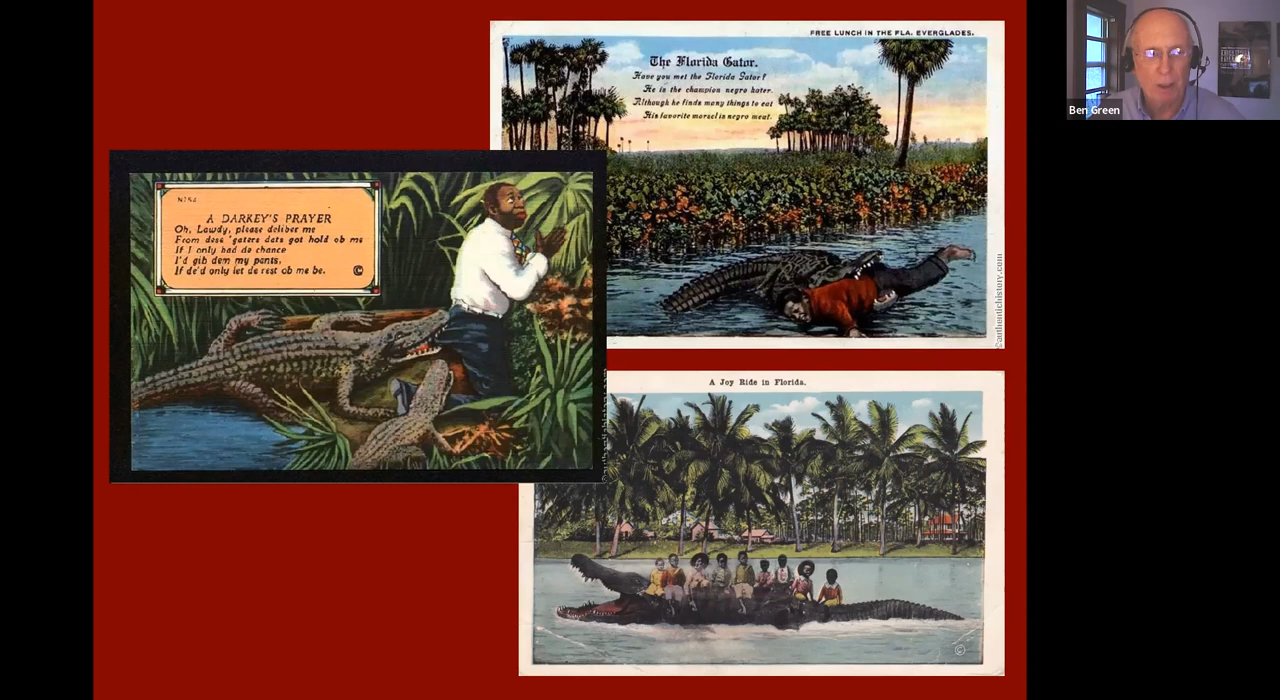 FREE LUNCH IN THE FLA. EVERGLADES.
The Florida Gator.
Have you met the Florida Gator?
He is the champion negro hater.
Although he finds many things to eat
His favorite morsel is negro meat.
©authentichistory.com
N754
A DARKEY'S PRAYER
Oh, Lawdy, please deliber me
From dese 'gaters dats got hold ob me
If I only had de chance
I'd gib dem my pants,
If de'd only let de rest ob me be.
A Joy Ride in Florida.
Ben Green